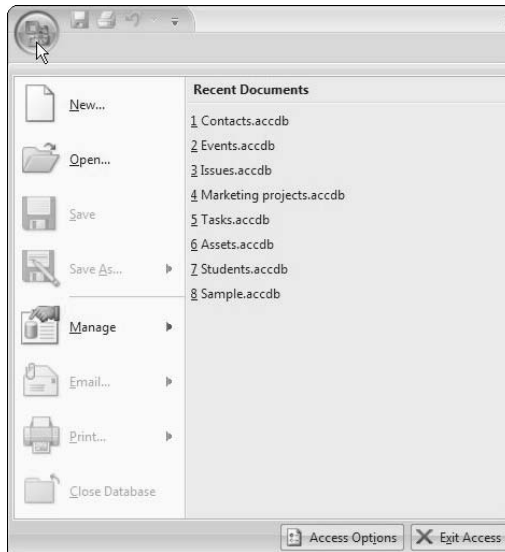 New...
Open...
Save
Save As...
Manage
Email...
Print...
Close Database
Recent Documents
1 Contacts.accdb
2 Events.accdb
3 Issues.accdb
4 Marketing projects.accdb
5 Tasks.accdb
6 Assets.accdb
7 Students.accdb
8 Sample.accdb
Access Options
Exit Access